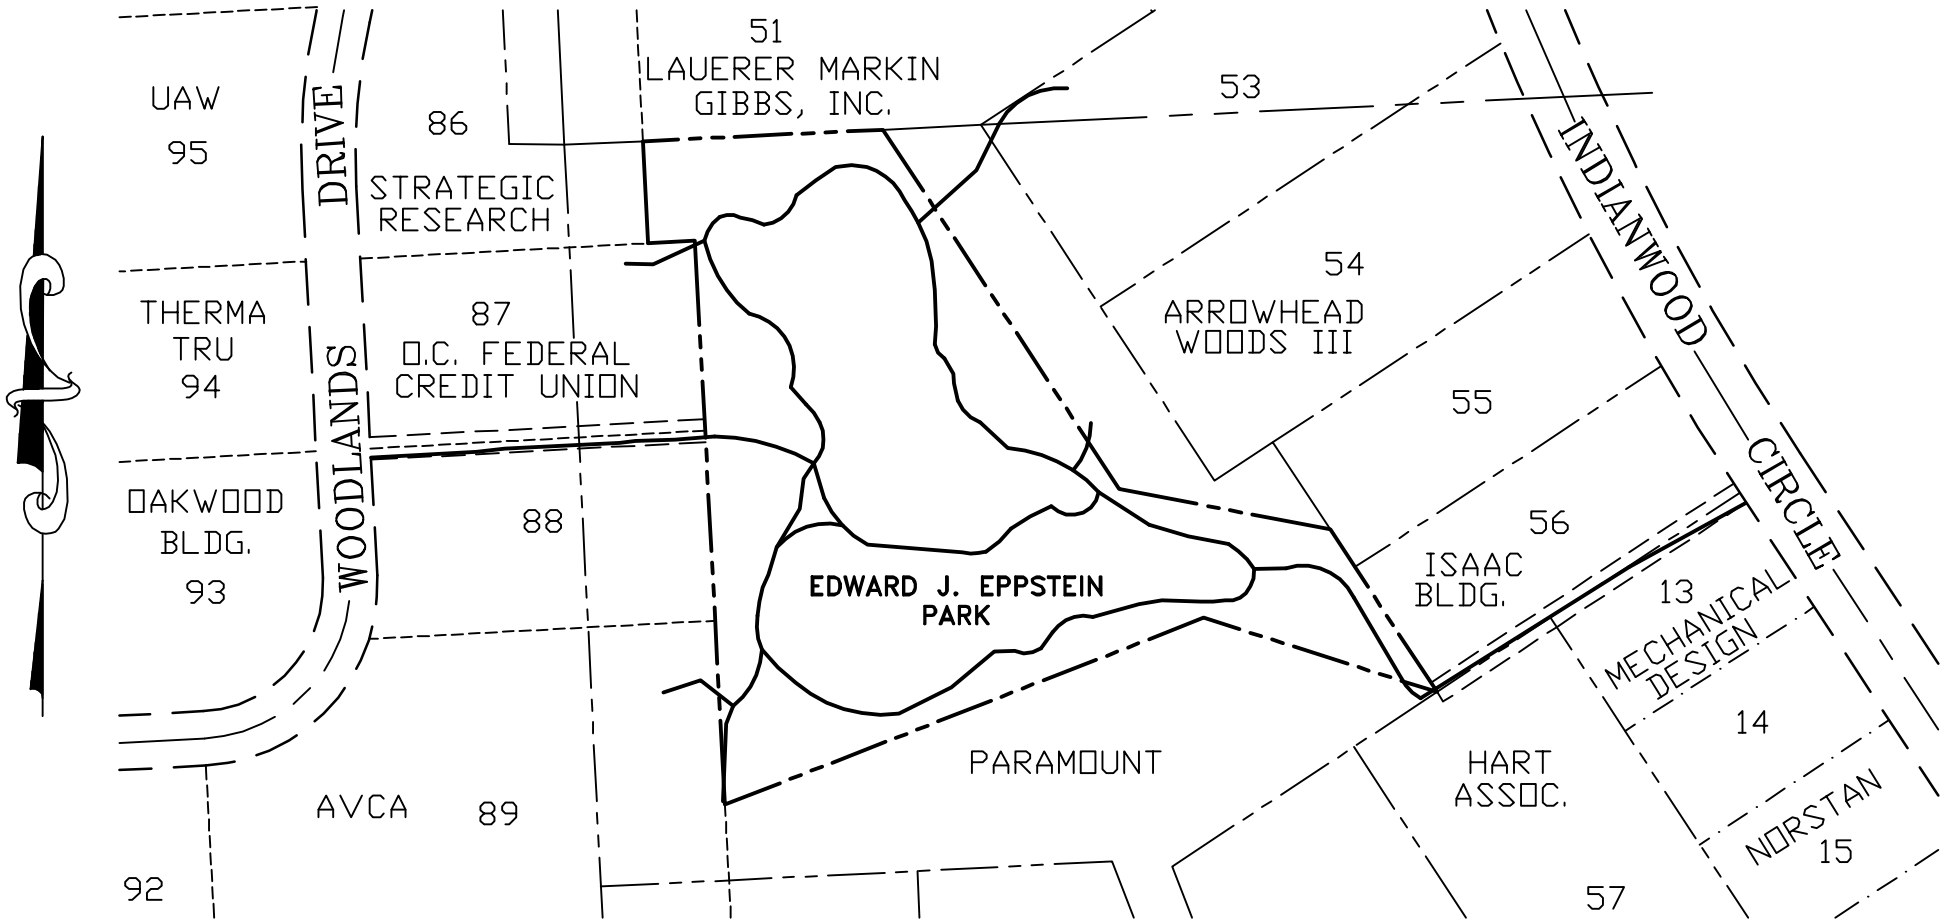 51
LAUERER MARKIN
GIBBS, INC.
53
UAW
95
86
STRATEGIC
RESEARCH
WOODLANDS DRIVE
INDIANWOOD CIRCLE
THERMA
TRU
94
87
O.C. FEDERAL
CREDIT UNION
54
ARROWHEAD
WOODS III
55
OAKWOOD
BLDG.
93
88
56
ISAAC
BLDG.
EDWARD J. EPPSTEIN
PARK
13
MECHANICAL
DESIGN
14
PARAMOUNT
HART
ASSOC.
AVCA
89
NORSTAN
15
92
57